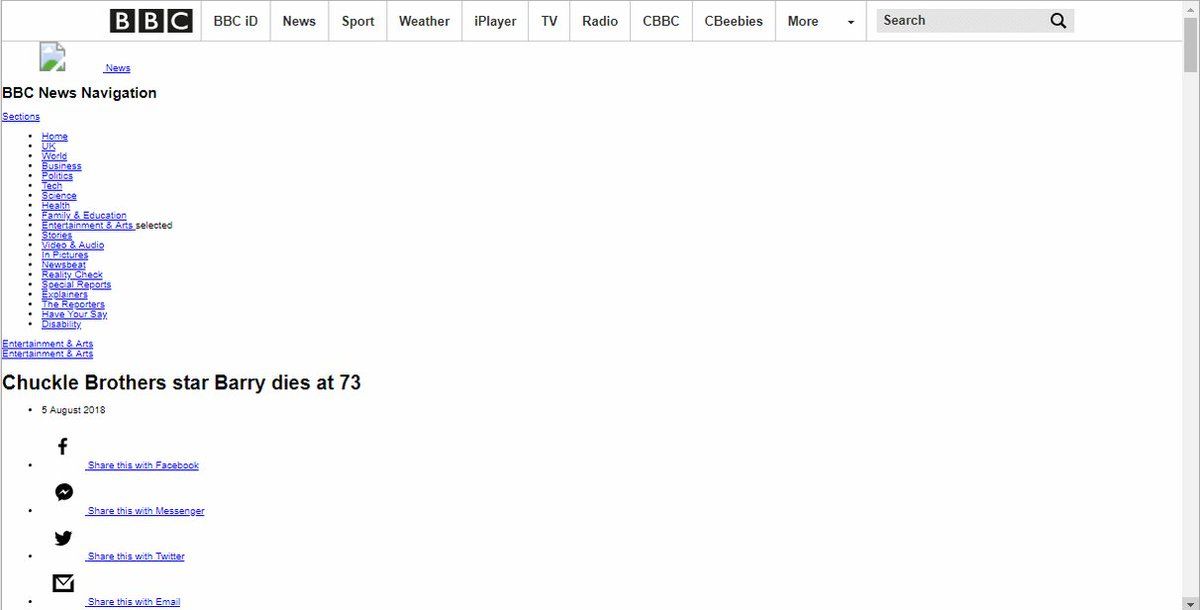 BBC BBC iD News Sport Weather iPlayer TV Radio CBBC CBeebies More Search
News
BBC News Navigation
Sections
Home
UK
World
Business
Politics
Tech
Science
Health
Family & Education
Entertainment & Arts selected
Stories
Video & Audio
In Pictures
Newsbeat
Reality Check
Special Reports
Explainers
The Reporters
Have Your Say
Disability
Entertainment & Arts
Entertainment & Arts
Chuckle Brothers star Barry dies at 73
5 August 2018
Share this with Facebook
Share this with Messenger
Share this with Twitter
Share this with Email